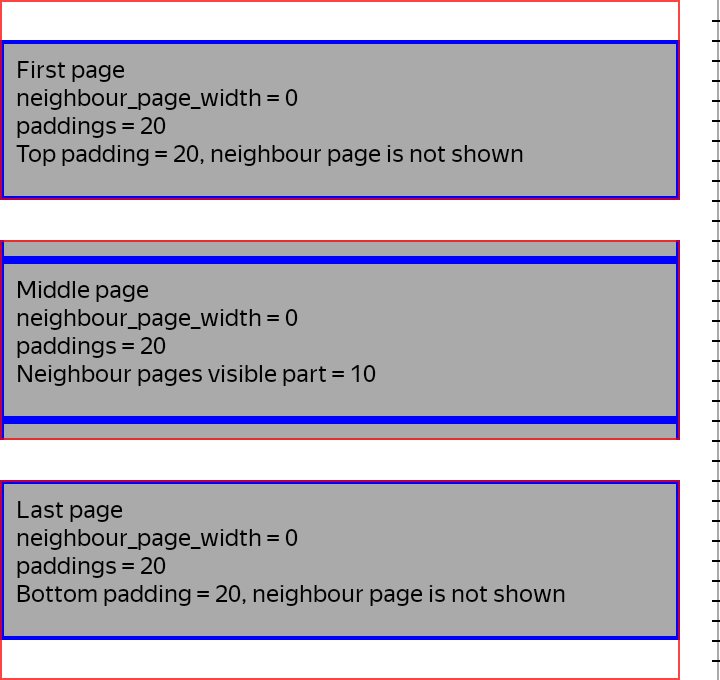 First page
neighbour_page_width = 0
paddings = 20
Top padding = 20, neighbour page is not shown
Middle page
neighbour_page_width = 0
paddings = 20
Neighbour pages visible part = 10
Last page
neighbour_page_width = 0
paddings = 20
Bottom padding = 20, neighbour page is not shown